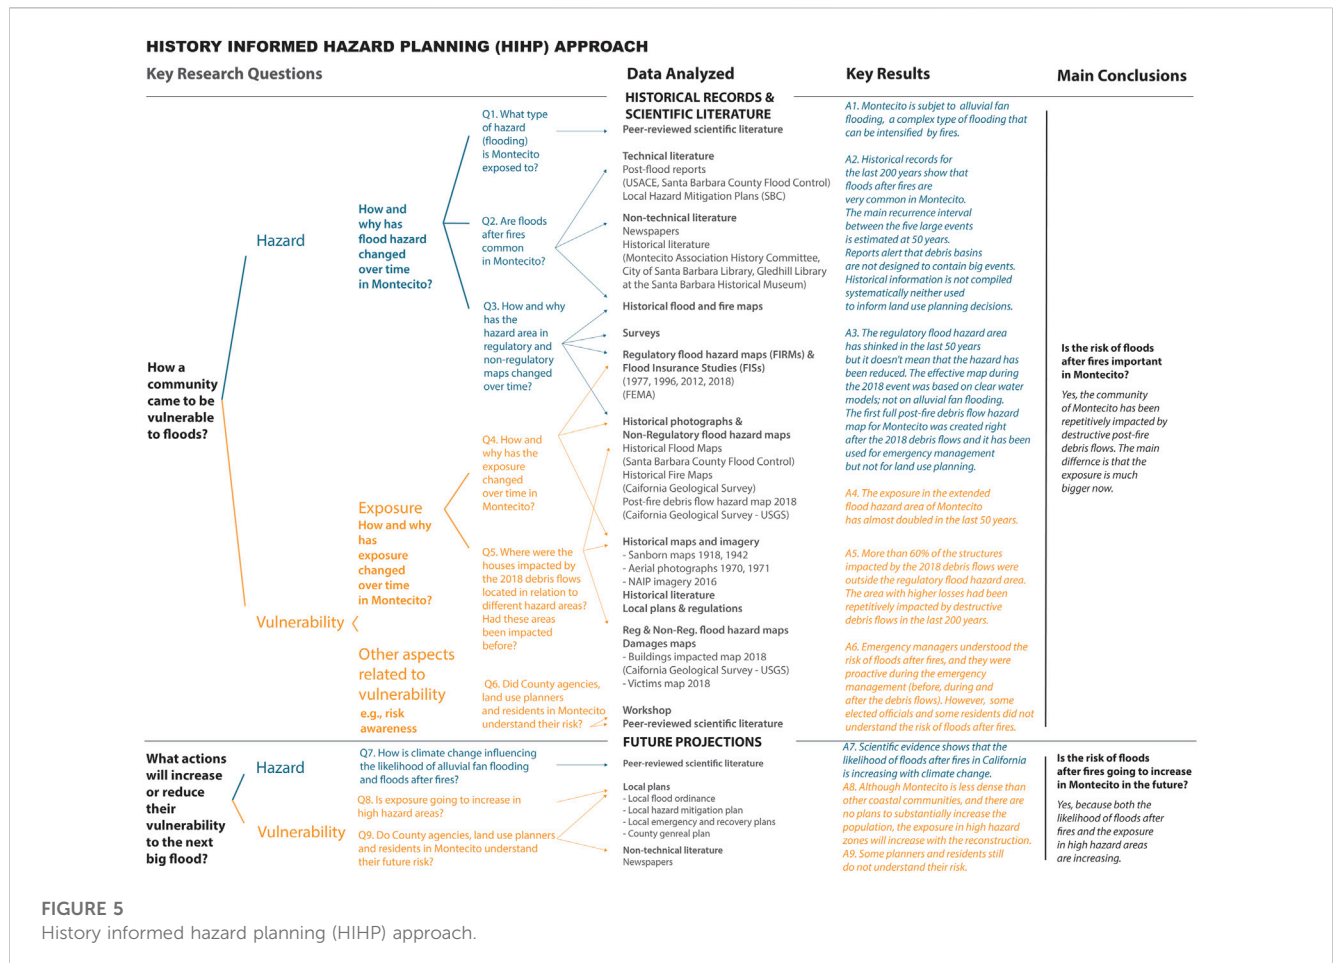 HISTORY INFORMED HAZARD PLANNING (HIHP) APPROACH
Key Research Questions
Data Analyzed
Key Results
Main Conclusions
How a
community
came to be
vulnerable
to floods?
Hazard
How and
why has
flood hazard
changed
over time
in Montecito?
Q1. What type
of hazard
(flooding)
is Montecito
exposed to?
Q2. Are floods
after fires
common
in Montecito?
Q3. How and why
has the
hazard area in
regulatory and
non-regulatory
maps changed
over time?
Vulnerability
Exposure
How and why
has
exposure
changed
over time
in Montecito?
Q4. How and
why has the
exposure
changed
over time in
Montecito?
Q5. Where were the
houses impacted by
the 2018 debris flows
located in relation to
different hazard areas?
Had these areas
been impacted
before?
Other aspects
related to
vulnerability
e.g., risk
awareness
Q6. Did County agencies,
land use planners
and residents in Montecito
understand their risk?
HISTORICAL RECORDS &
SCIENTIFIC LITERATURE
Peer-reviewed scientific literature
Technical literature
Post-flood reports
(USACE, Santa Barbara County Flood Control)
Local Hazard Mitigation Plans (SBC)
Non-technical literature
Newspapers
Historical literature
(Montecito Association History Committee,
City of Santa Barbara Library, Gledhill Library
at the Santa Barbara Historical Museum)
Historical flood and fire maps
Surveys
Regulatory flood hazard maps (FIRMs) &
Flood Insurance Studies (FISs)
(1977, 1996, 2012, 2018)
(FEMA)
Historical photographs &
Non-Regulatory flood hazard maps
Historical Flood Maps
(Santa Barbara County Flood Control)
Historical Fire Maps
(Caifornia Geological Survey)
Post-fire debris flow hazard map 2018
(Caifornia Geological Survey - USGS)
Historical maps and imagery
- Sanborn maps 1918, 1942
- Aerial photographs 1970, 1971
- NAIP imagery 2016
Historical literature
Local plans & regulations
Reg & Non-Reg. flood hazard maps
Damages maps
- Buildings impacted map 2018
(Caifornia Geological Survey - USGS)
- Victims map 2018
Workshop
Peer-reviewed scientific literature
A1. Montecito is subjet to alluvial fan
flooding, a complex type of flooding that
can be intensified by fires.
A2. Historical records for
the last 200 years show that
floods after fires are
very common in Montecito.
The main recurrence interval
between the five large events
is estimated at 50 years.
Reports alert that debris basins
are not designed to contain big events.
Historical information is not compiled
systematically neither used
to inform land use planning decisions.
A3. The regulatory flood hazard area
has shinked in the last 50 years
but it doesn't mean that the hazard has
been reduced. The effective map during
the 2018 event was based on clear water
models; not on alluvial fan flooding.
The first full post-fire debris flow hazard
map for Montecito was created right
after the 2018 debris flows and it has been
used for emergency management
but not for land use planning.
A4. The exposure in the extended
flood hazard area of Montecito
has almost doubled in the last 50 years.
A5. More than 60% of the structures
impacted by the 2018 debris flows were
outside the regulatory flood hazard area.
The area with higher losses had been
repetitively impacted by destructive
debris flows in the last 200 years.
A6. Emergency managers understood the
risk of floods after fires, and they were
proactive during the emergency
management (before, during and
after the debris flows). However, some
elected officials and some residents did not
understand the risk of floods after fires.
Is the risk of floods
after fires important
in Montecito?
Yes, the community
of Montecito has been
repetitively impacted by
destructive post-fire
debris flows. The main
differnce is that the
exposure is much
bigger now.
What actions
will increase
or reduce
their
vulnerability
to the next
big flood?
Hazard
Vulnerability
Q7. How is climate change influencing
the likelihood of alluvial fan flooding
and floods after fires?
Q8. Is exposure going to increase in
high hazard areas?
Q9. Do County agencies, land use planners
and residents in Montecito understand
their future risk?
FUTURE PROJECTIONS
Peer-reviewed scientific literature
Local plans
- Local flood ordinance
- Local hazard mitigation plan
- Local emergency and recovery plans
- County genreal plan
Non-technical literature
Newspapers
A7. Scientific evidence shows that the
likelihood of floods after fires in California
is increasing with climate change.
A8. Although Montecito is less dense than
other coastal communities, and there are
no plans to substantially increase the
population, the exposure in high hazard
zones will increase with the reconstruction.
A9. Some planners and residents still
do not understand their risk.
Is the risk of floods
after fires going to increase
in Montecito in the future?
Yes, because both the
likelihood of floods after
fires and the exposure
in high hazard areas
are increasing.
FIGURE 5
History informed hazard planning (HIHP) approach.